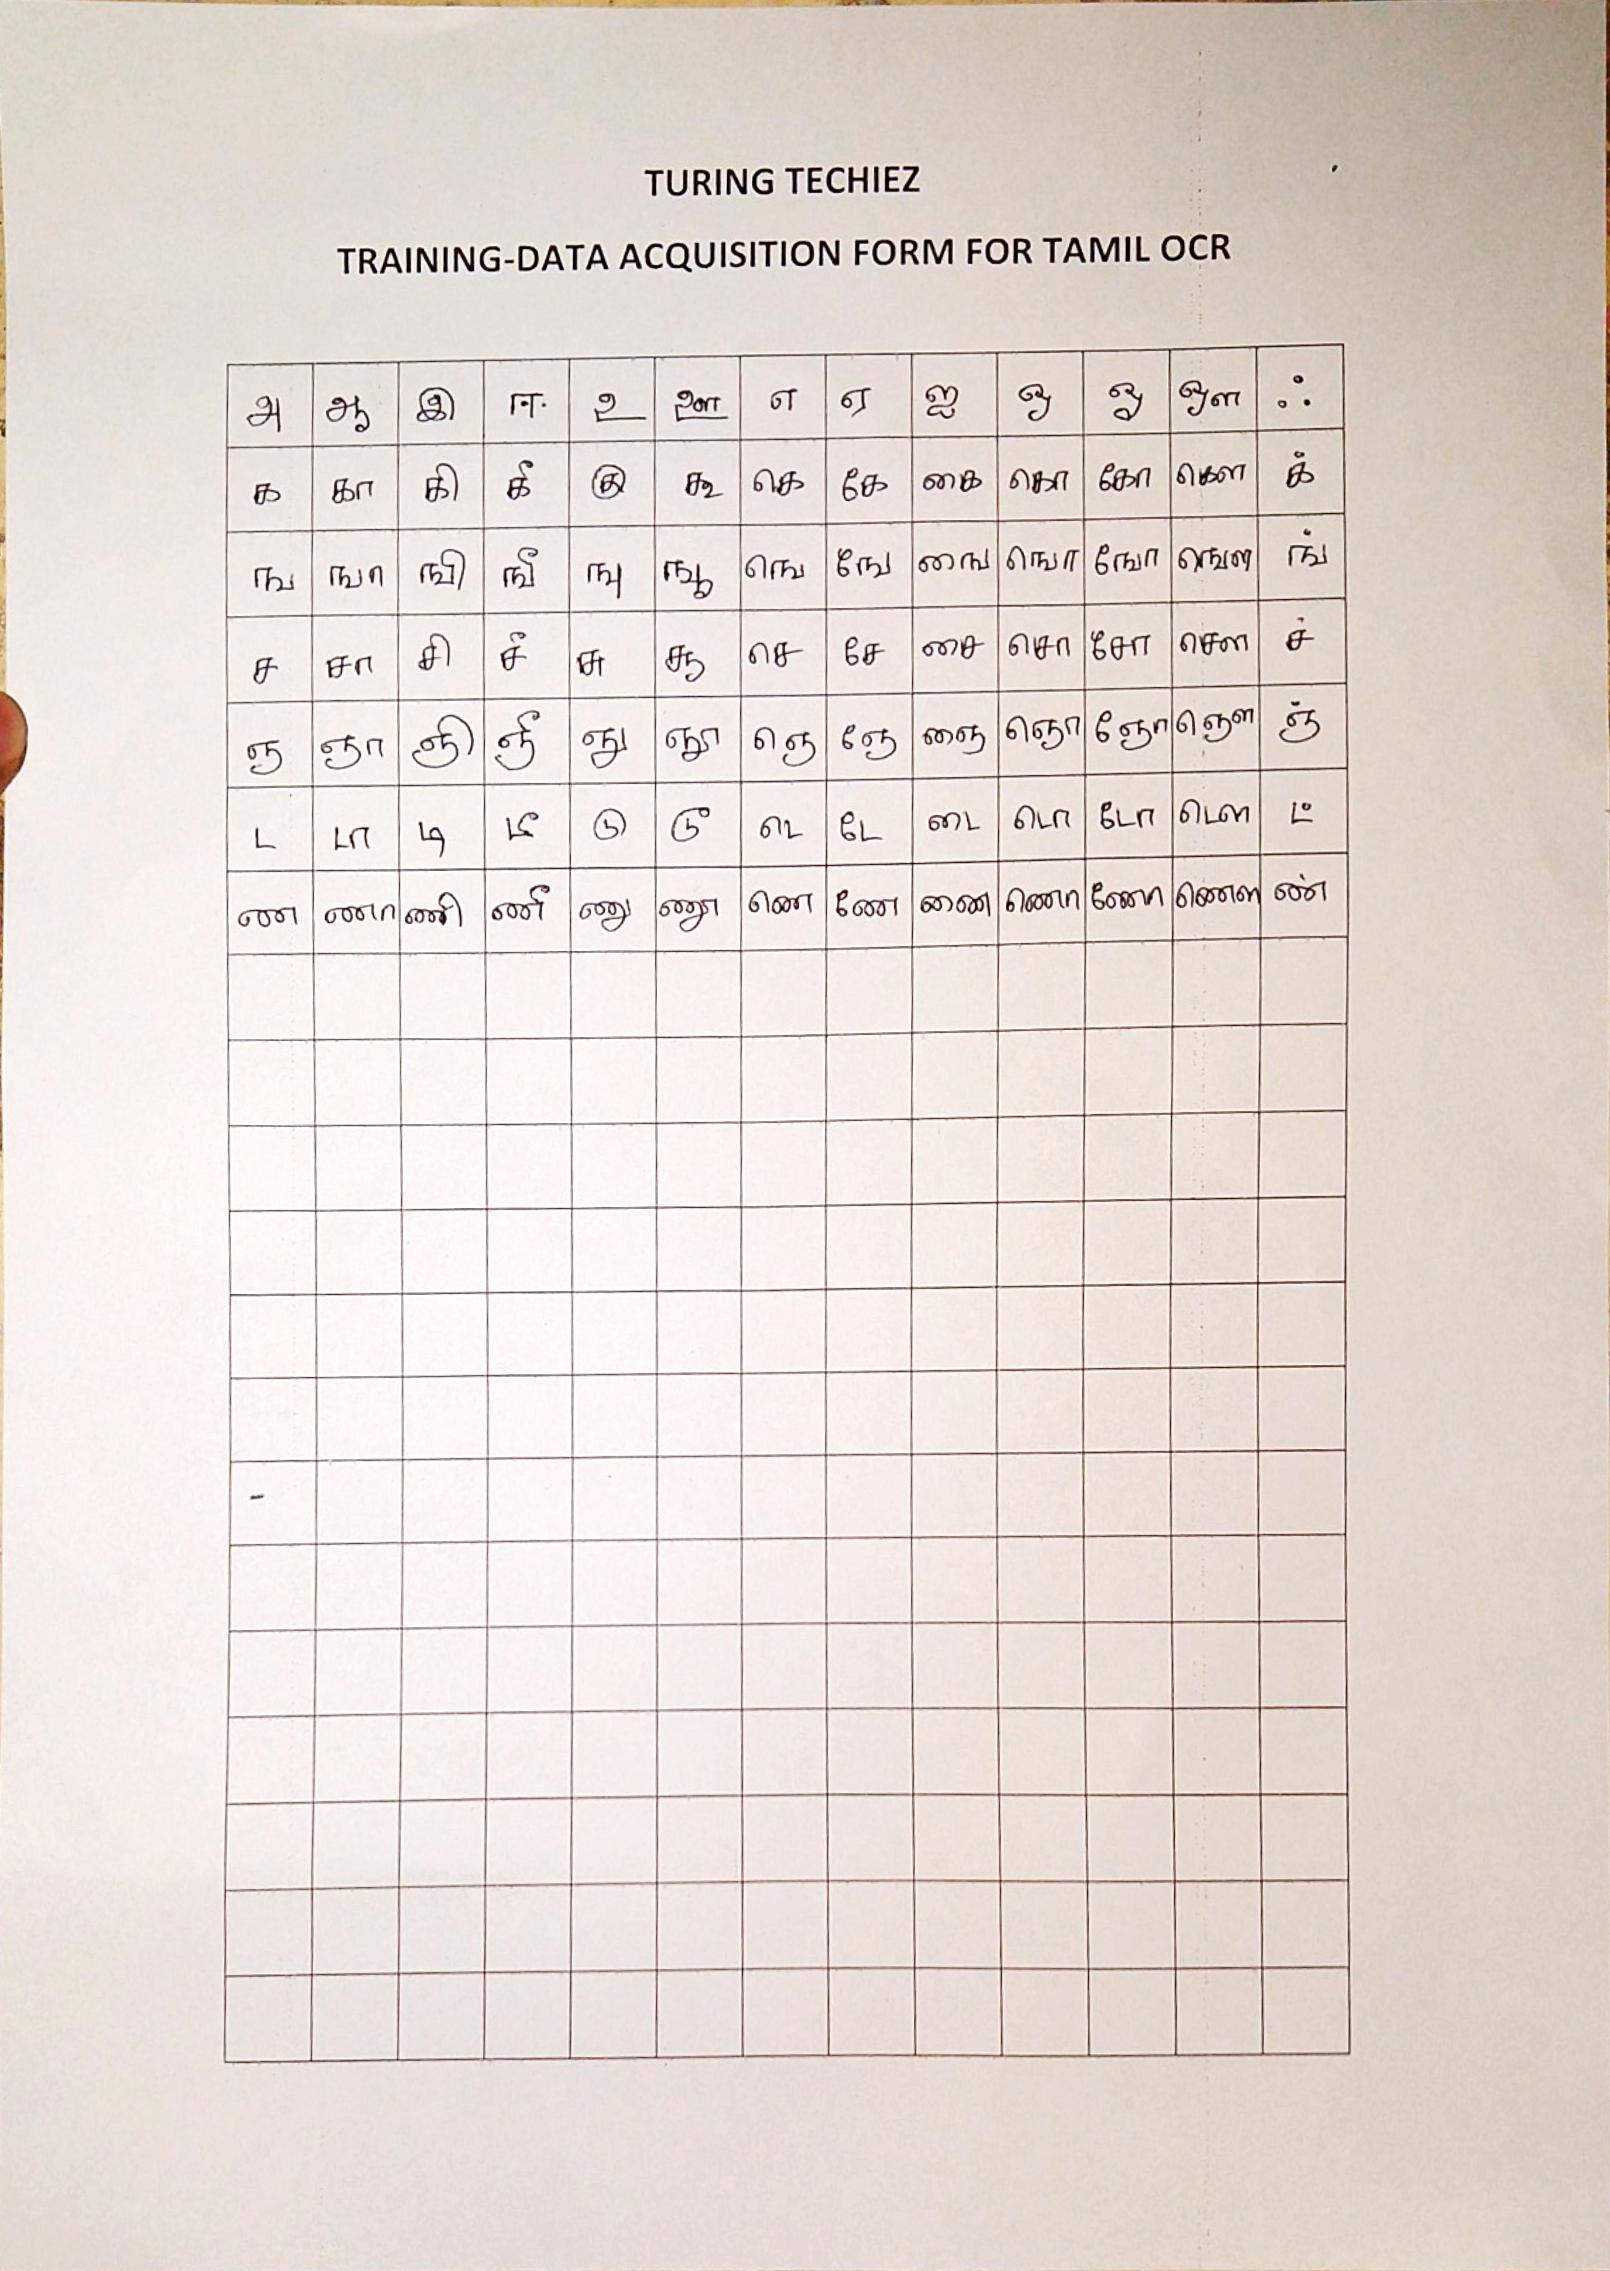 TURING TECHIEZ
TRAINING-DATA ACQUISITION FORM FOR TAMIL OCR
அ ஆ இ ஈ உ ஊ எ ஏ ஐ ஒ ஓ ஔ ஃ
க கா கி கீ கு கூ கெ கே கை கொ கோ கௌ க்
ங ஙா ஙி ஙீ ஙு ஙூ ஙெ ஙே ஙை ஙொ ஙோ ஙௌ ங்
ச சா சி சீ சு சூ செ சே சை சொ சோ சௌ ச்
ஞ ஞா ஞி ஞீ ஞு ஞூ ஞெ ஞே ஞை ஞொ ஞோ ஞௌ ஞ்
ட டா டி டீ டு டூ டெ டே டை டொ டோ டௌ ட்
ண ணா ணி ணீ ணு ணூ ணெ ணே ணை ணொ ணோ ணௌ ண்
-